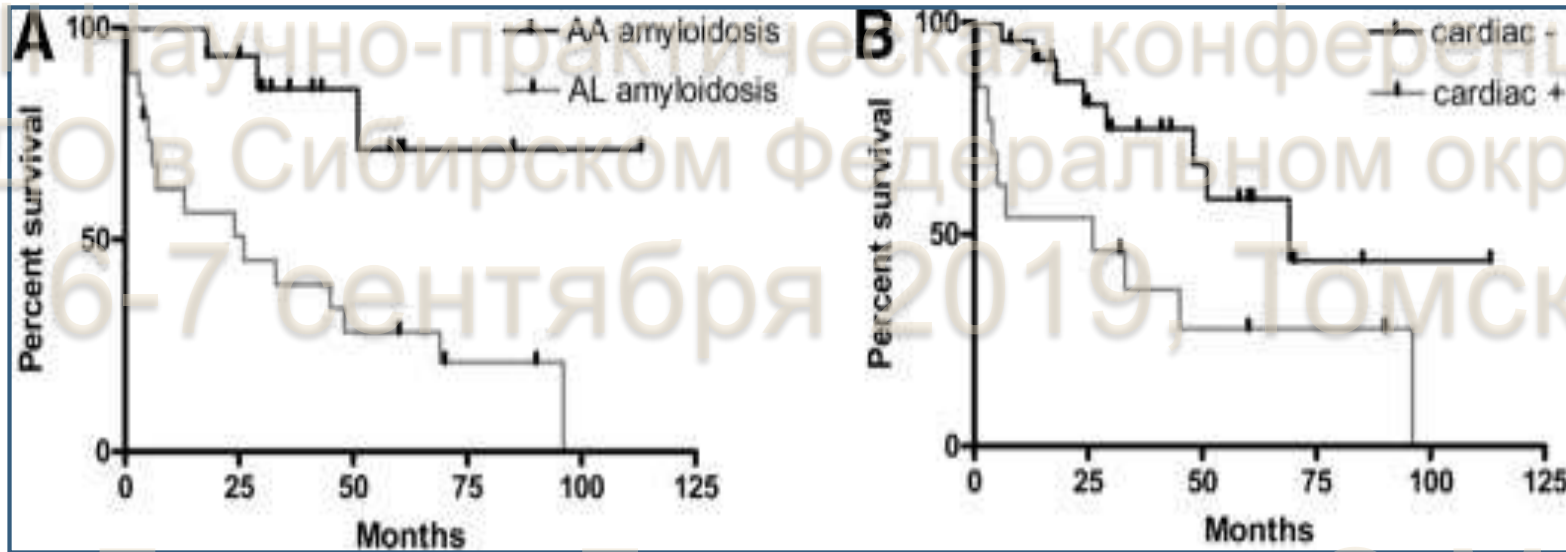 A
100
50
0
Percent survival
AA amyloidosis
AL amyloidosis
0 25 50 75 100 125
Months
B
100
50
0
Percent survival
cardiac -
cardiac +
0 25 50 75 100 125
Months
Научно-практическая конференц
в Сибирском Федеральном окр
6-7 сентября 2019, Томск